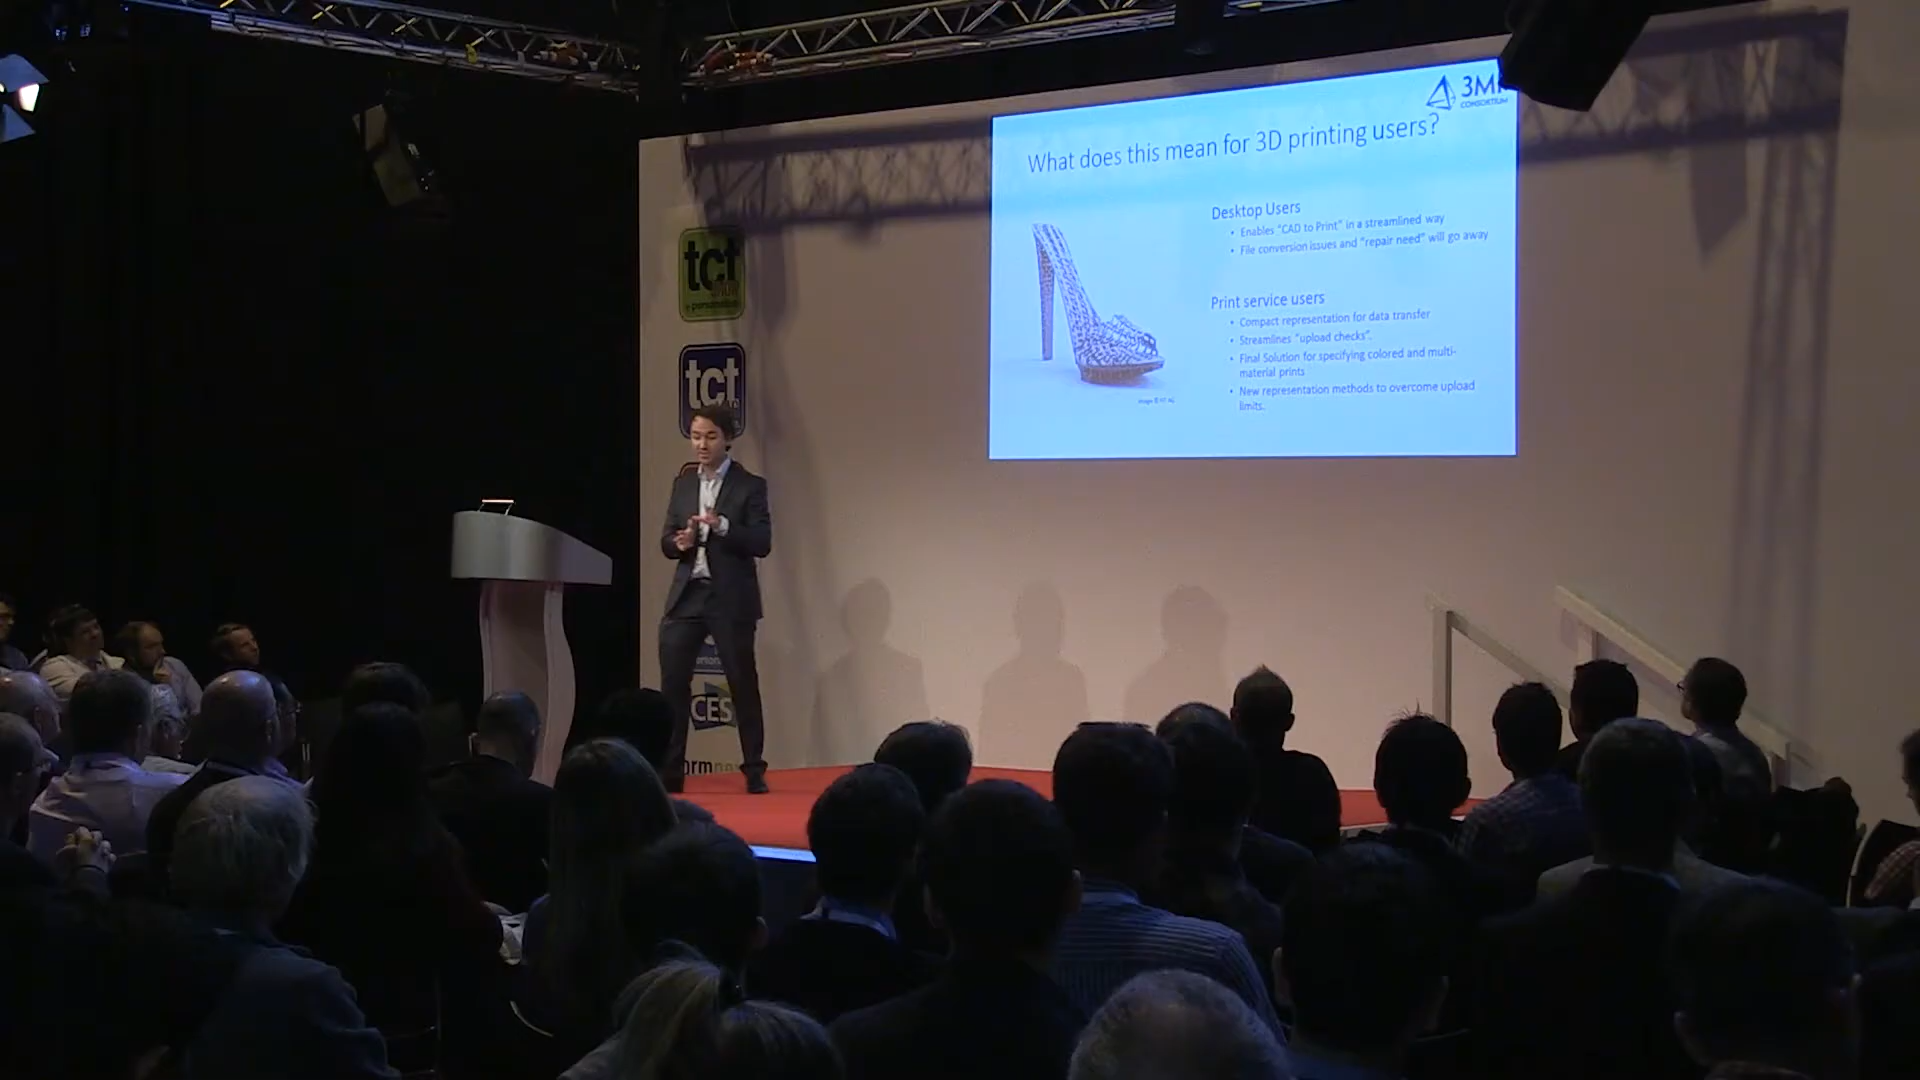 3M
CONSORTIUM
What does this mean for 3D printing users?
Desktop Users
• Enables “CAD to Print” in a streamlined way
• File conversion issues and “repair need” will go away
Print service users
• Compact representation for data transfer
• Streamlines “upload checks”.
• Final Solution for specifying colored and multi-
material prints
• New representation methods to overcome upload
limits.
tct
tct
CES